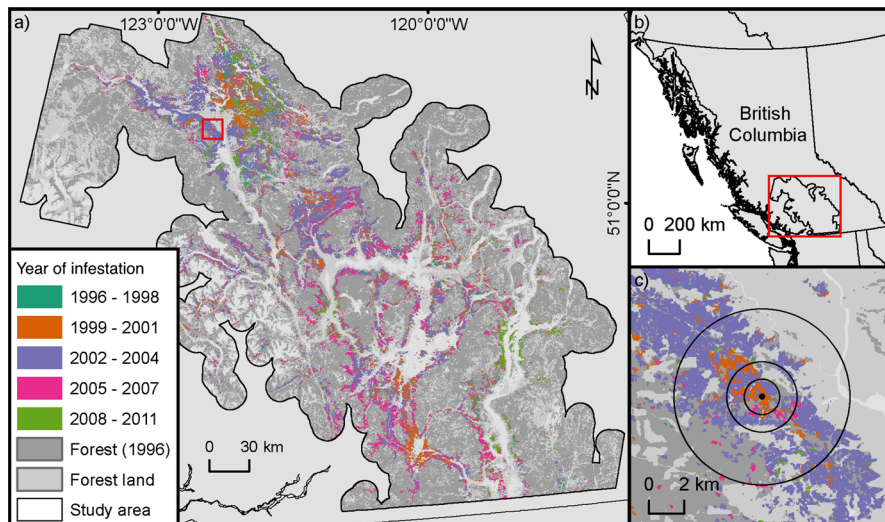 a)
123°0'0"W
120°0'0"W
N
51°0'0"N
Year of infestation
1996 - 1998
1999 - 2001
2002 - 2004
2005 - 2007
2008 - 2011
Forest (1996)
Forest land
Study area
0 30 km
b)
British
Columbia
0 200 km
c)
0 2 km